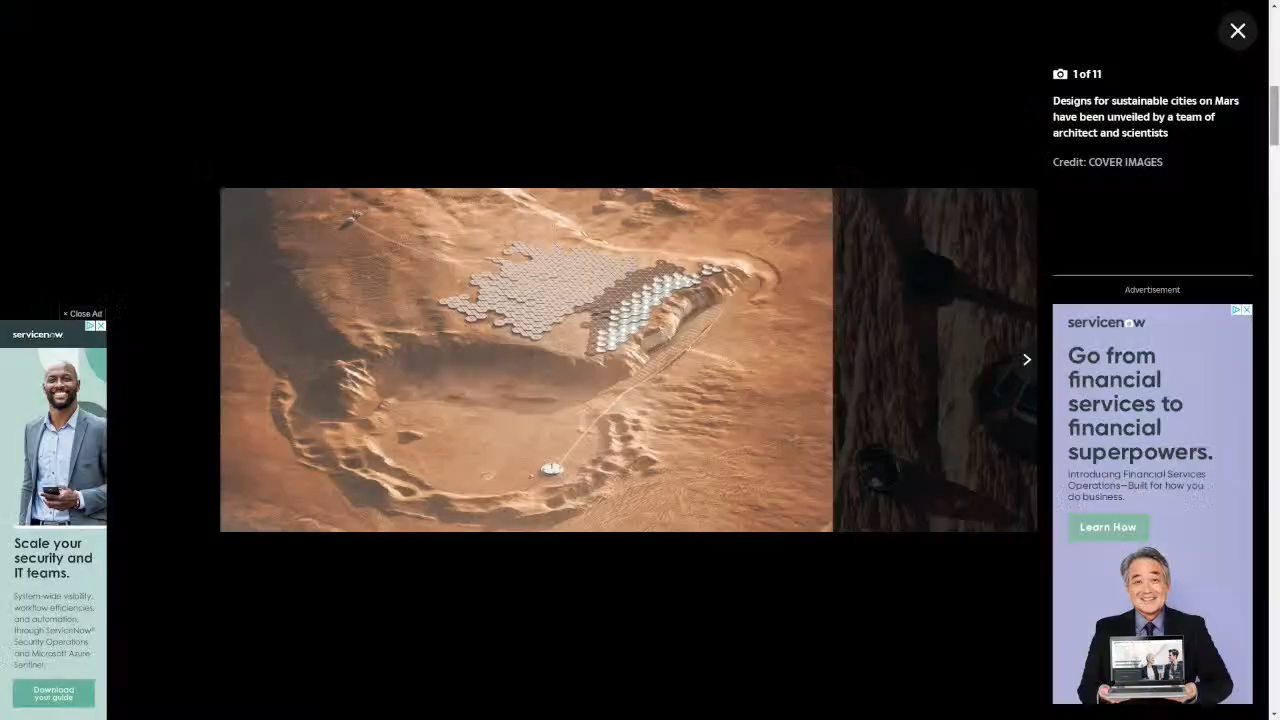 1 of 11
Designs for sustainable cities on Mars
have been unveiled by a team of
architect and scientists
Credit: COVER IMAGES
Advertisement
servicenow
Go from
financial
services to
financial
superpowers.
Introducing Financial Services
Operations—Built for how you
do business.
Learn How
× Close Ad
servicenow
Scale your
security and
IT teams.
System-wide visibility,
workflow efficiencies,
and automation,
through ServiceNow®
Security Operations
and Microsoft Azure
Sentinel.
Download
your guide